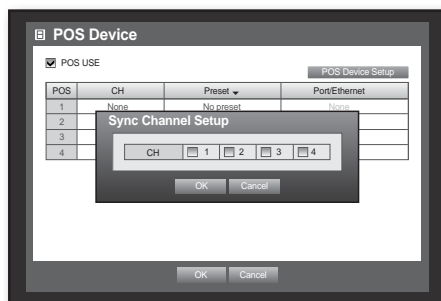 POS Device
POS USE
POS Device Setup
POS CH Preset Port/Ethernet
1 None No preset None
2
3
4
Sync Channel Setup
CH 1 2 3 4
OK Cancel
OK Cancel